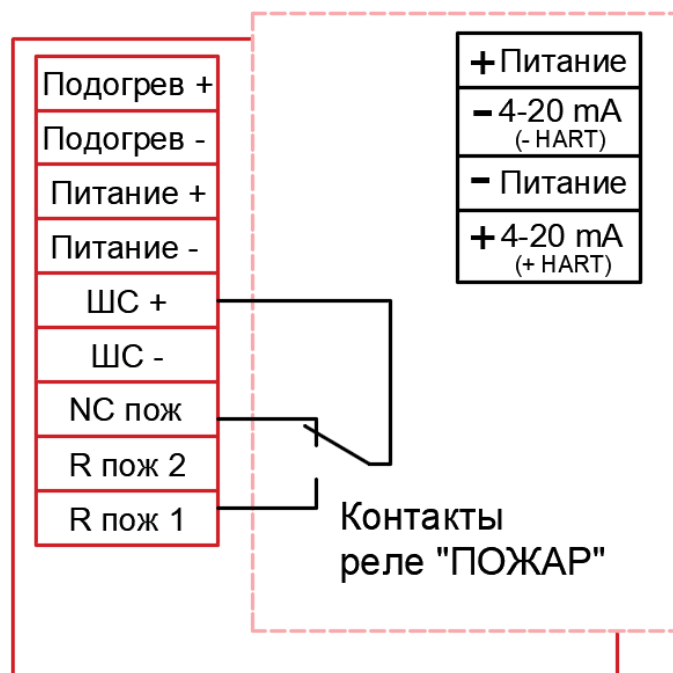 Подогрев +
Подогрев -
Питание +
Питание -
ШС +
ШС -
NC пож
R пож 2
R пож 1
+ Питание
- 4-20 mA
(- HART)
- Питание
+ 4-20 mA
(+ HART)
Контакты
реле "ПОЖАР"